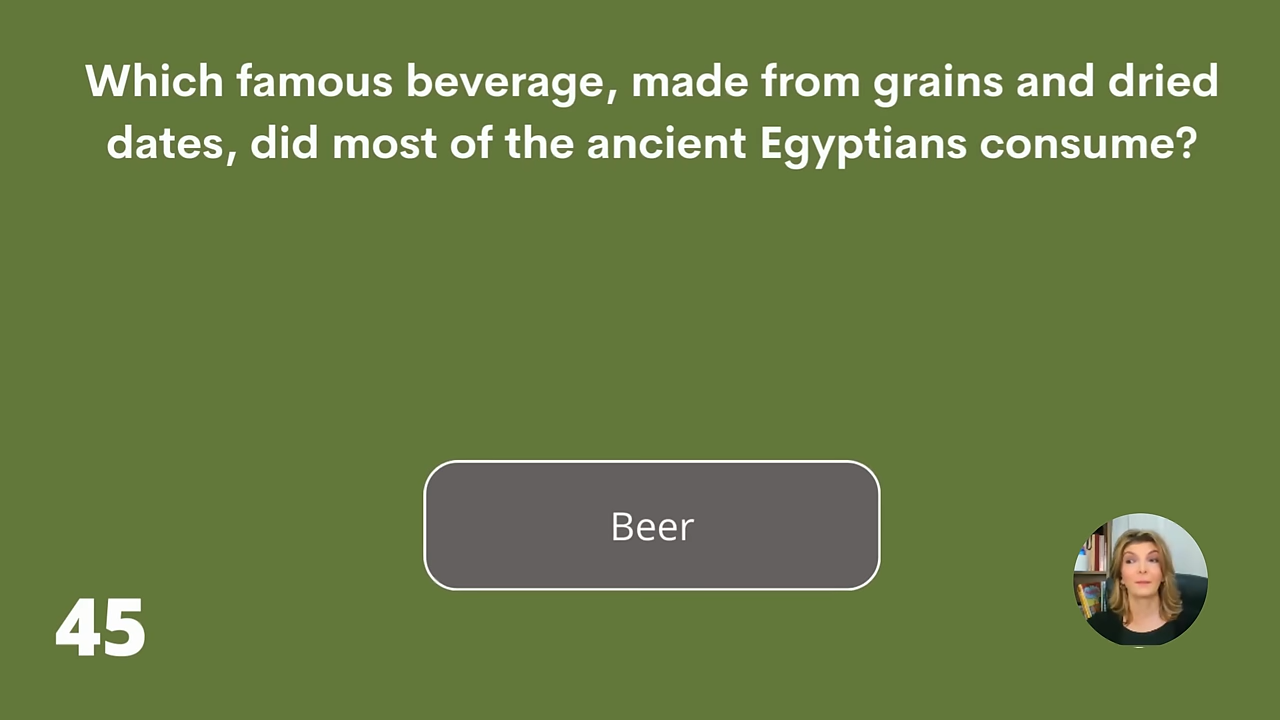 Which famous beverage, made from grains and dried
dates, did most of the ancient Egyptians consume?
Beer
45